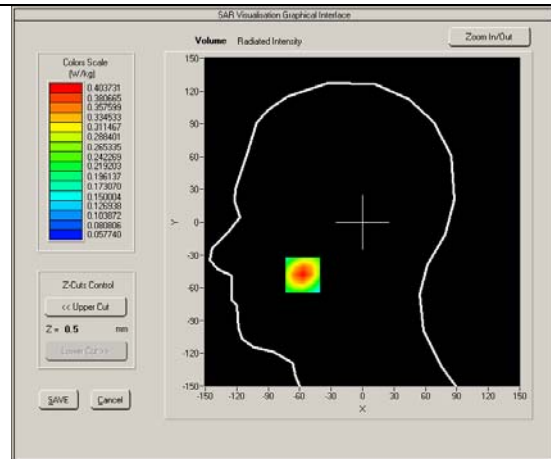 SAR Visualisation Graphical Interface
Volume Radiated Intensity
Zoom In/Out
Colors Scale
(W/kg)
0.403731
0.380665
0.357599
0.334533
0.311467
0.288401
0.265335
0.242269
0.219203
0.196137
0.173070
0.150004
0.126938
0.103872
0.080806
0.057740
Z-Cuts Control
<< Upper Cut
Z = 0.5 mm
Lower Cut >>
SAVE Cancel
150
120
90
60
30
0
-30
-60
-90
-120
-150
Y
-150 -120 -90 -60 -30 0 30 60 90 120 150
X